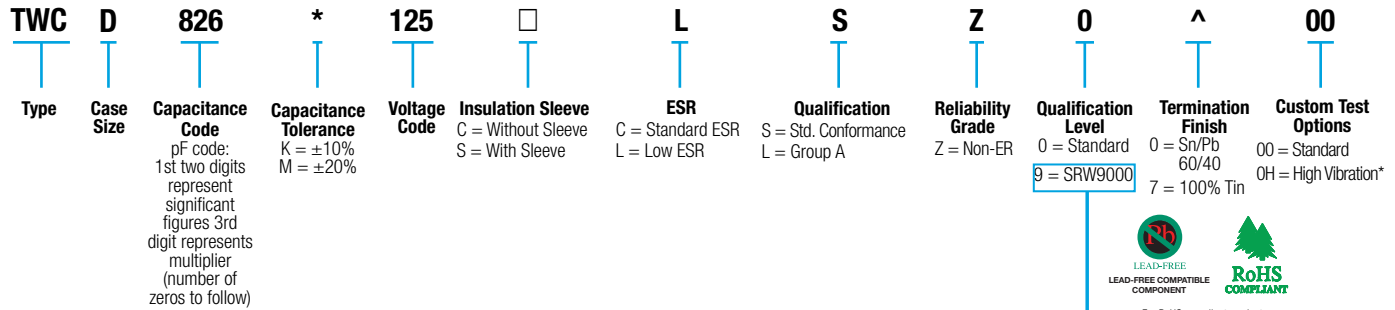 TWC D 826 * 125 □ L S Z 0 ^ 00
Type
Case
Size
Capacitance
Code
pF code:
1st two digits
represent
significant
figures 3rd
digit represents
multiplier
(number of
zeros to follow)
Capacitance
Tolerance
K = ±10%
M = ±20%
Voltage
Code
Insulation Sleeve
C = Without Sleeve
S = With Sleeve
ESR
C = Standard ESR
L = Low ESR
Qualification
S = Std. Conformance
L = Group A
Reliability
Grade
Z = Non-ER
Qualification
Level
0 = Standard
9 = SRW9000
Termination
Finish
0 = Sn/Pb
60/40
7 = 100% Tin
Custom Test
Options
00 = Standard
0H = High Vibration*
Pb
LEAD-FREE
LEAD-FREE COMPATIBLE
COMPONENT
RoHS
COMPLIANT